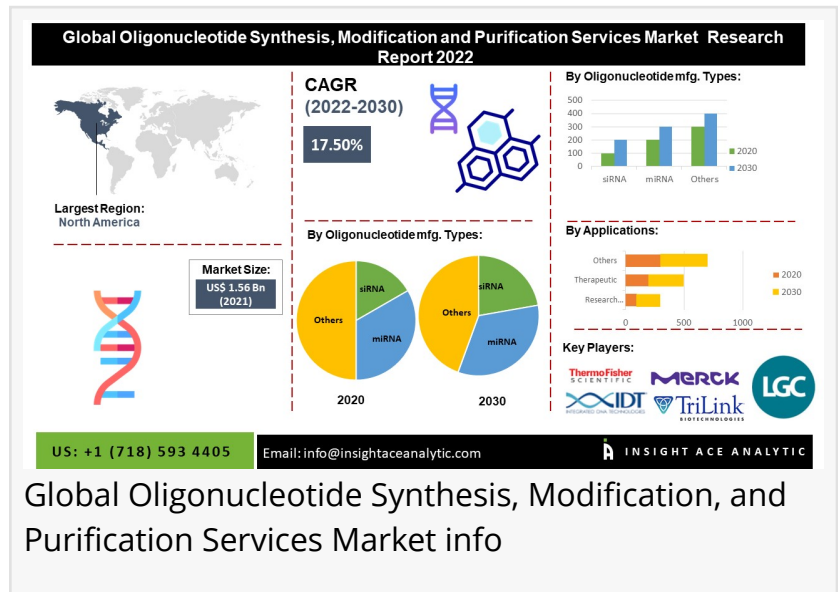 Global Oligonucleotide Synthesis, Modification and Purification Services Market Research
Report 2022
Largest Region:
North America
CAGR
(2022-2030)
17.50%
By Oligonucleotide mfg. Types:
500
400
300
200
100
0
siRNA miRNA Others
2020
2030
Market Size:
US$ 1.56 Bn
(2021)
By Oligonucleotide mfg. Types:
siRNA
miRNA
Others
2020
siRNA
miRNA
Others
2030
By Applications:
Others
Therapeutic
Research...
0 500 1000
2020
2030
Key Players:
ThermoFisher
SCIENTIFIC
MERCK
LGC
IDT
INTEGRATED DNA TECHNOLOGIES
TriLink
BIOTECHNOLOGIES
US: +1 (718) 593 4405
Email: info@insightaceanalytic.com
INSIGHT ACE ANALYTIC
Global Oligonucleotide Synthesis, Modification, and
Purification Services Market info